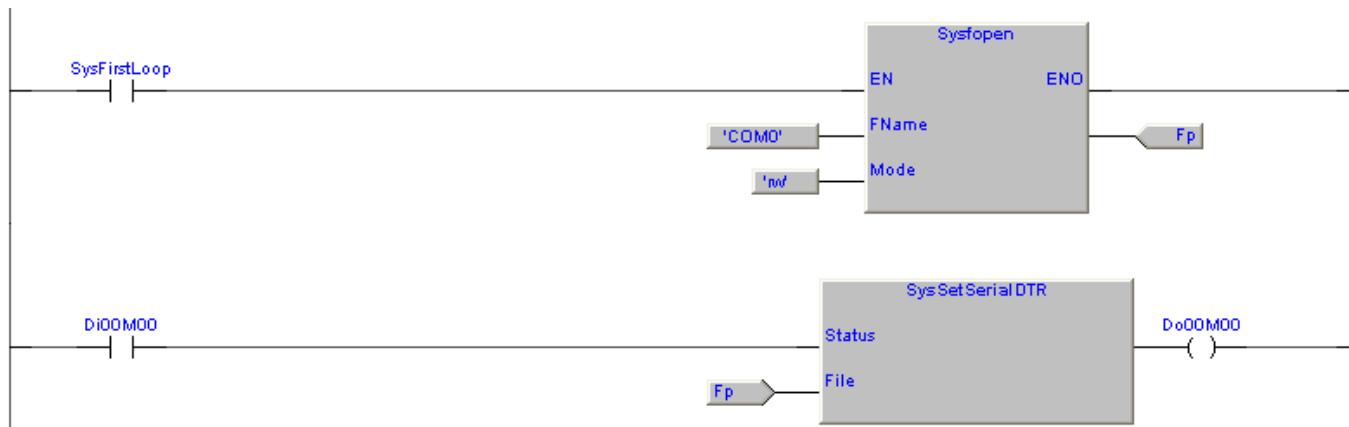 Sysfopen
SysFirstLoop
EN ENO
'COM0' FName Fp
'rw' Mode
SysSetSerialDTR
Di00M00 Do00M00
Status
Fp File